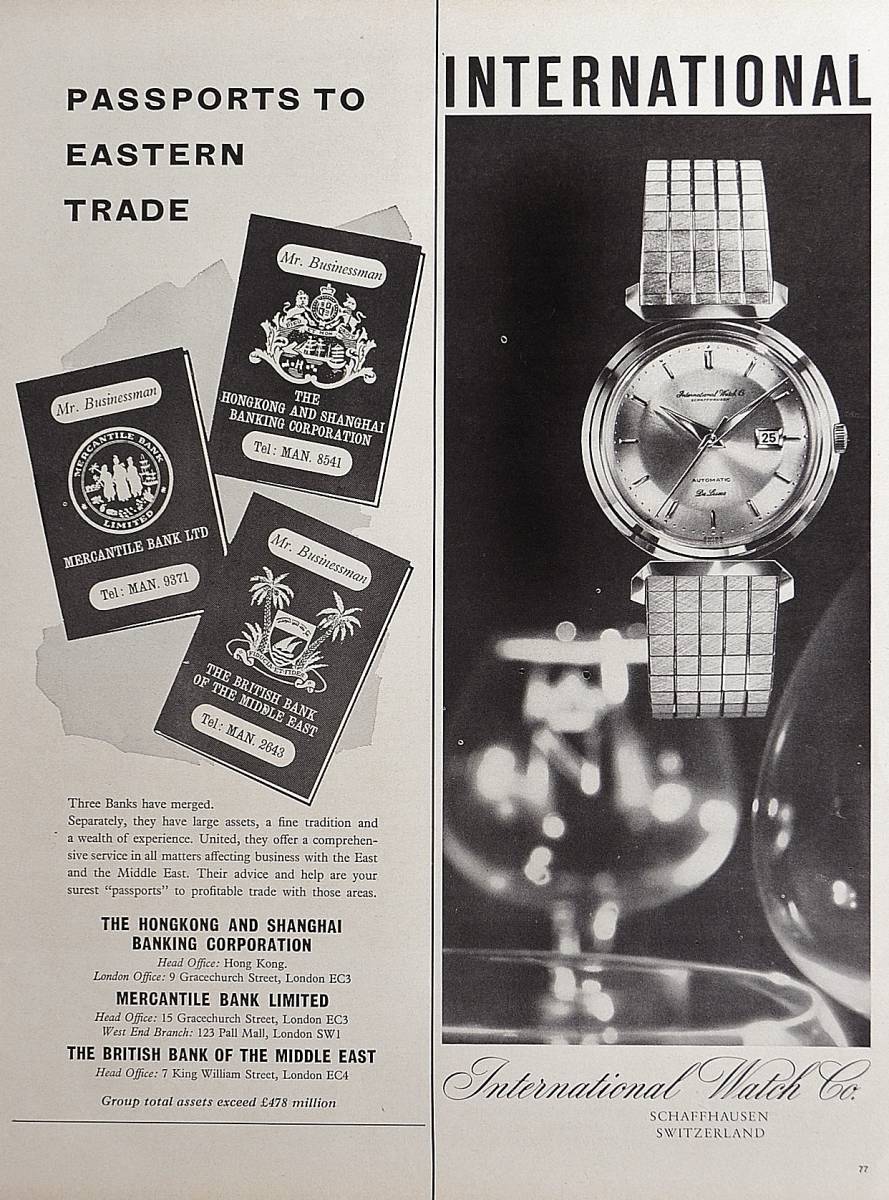 PASSPORTS TO
EASTERN
TRADE
Mr. Businessman
THE
HONGKONG AND SHANGHAI
BANKING CORPORATION
Tel: MAN. 8541
Mr. Businessman
MERCANTILE BANK
LIMITED
MERCANTILE BANK LTD
Tel: MAN. 9371
Mr. Businessman
THE BRITISH BANK
OF THE MIDDLE EAST
Tel: MAN. 2643
Three Banks have merged.
Separately, they have large assets, a fine tradition and
a wealth of experience. United, they offer a comprehen-
sive service in all matters affecting business with the East
and the Middle East. Their advice and help are your
surest "passports" to profitable trade with those areas.
THE HONGKONG AND SHANGHAI
BANKING CORPORATION
Head Office: Hong Kong.
London Office: 9 Gracechurch Street, London EC3
MERCANTILE BANK LIMITED
Head Office: 15 Gracechurch Street, London EC3
West End Branch: 123 Pall Mall, London SW1
THE BRITISH BANK OF THE MIDDLE EAST
Head Office: 7 King William Street, London EC4
Group total assets exceed £478 million
INTERNATIONAL
International Watch Co
SCHAFFHAUSEN
25
AUTOMATIC
De Luxe
SWISS
International Watch Co.
SCHAFFHAUSEN
SWITZERLAND
77